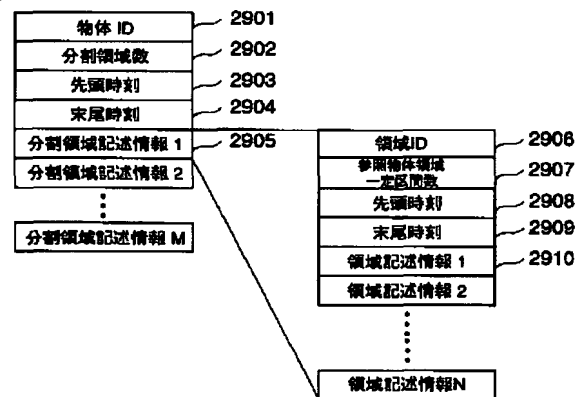 物体 ID
2901
分割領域数
2902
先頭時刻
2903
末尾時刻
2904
分割領域記述情報 1
2905
分割領域記述情報 2
分割領域記述情報 M
領域ID
2906
参照物体領域
一定区間数
2907
先頭時刻
2908
末尾時刻
2909
領域記述情報 1
2910
領域記述情報 2
領域記述情報N